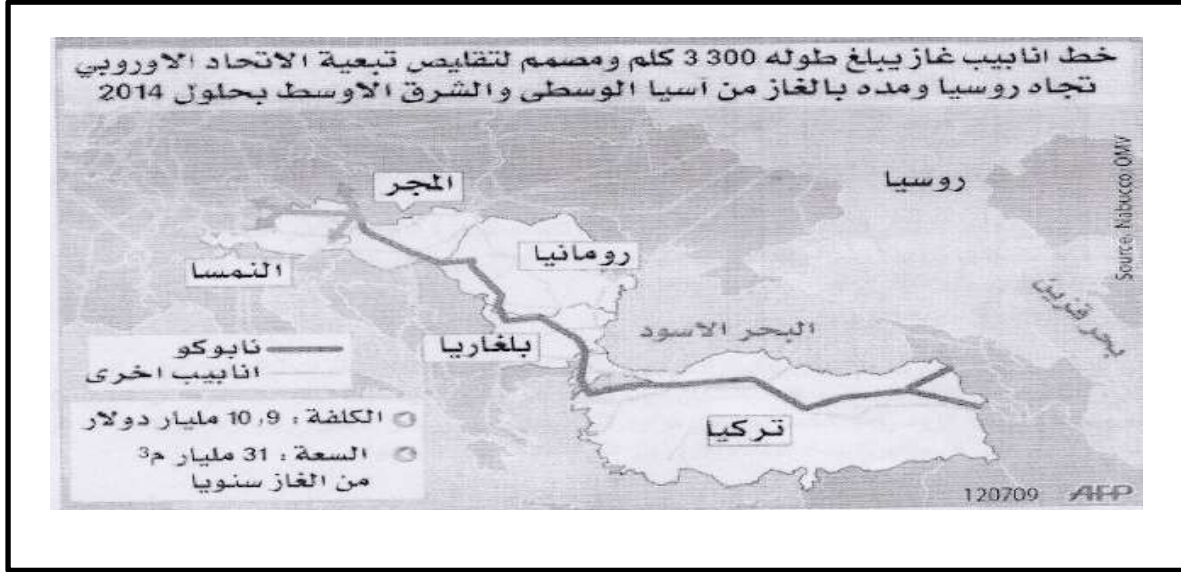 خط انابيب غاز يبلغ طوله 300 3 كلم ومصمم لتقليص تبعية الاتحاد الاوروبي
تجاه روسيا ومده بالغاز من آسيا الوسطى والشرق الاوسط بحلول 2014
روسيا
المجر
رومانيا
النمسا
بحر قزوين
البحر الاسود
بلغاريا
تركيا
نابوكو
انابيب اخرى
الكلفة : 10,9 مليار دولار
السعة : 31 مليار م³
من الغاز سنويا
Source: Nabucco/OMV
120709 AFP